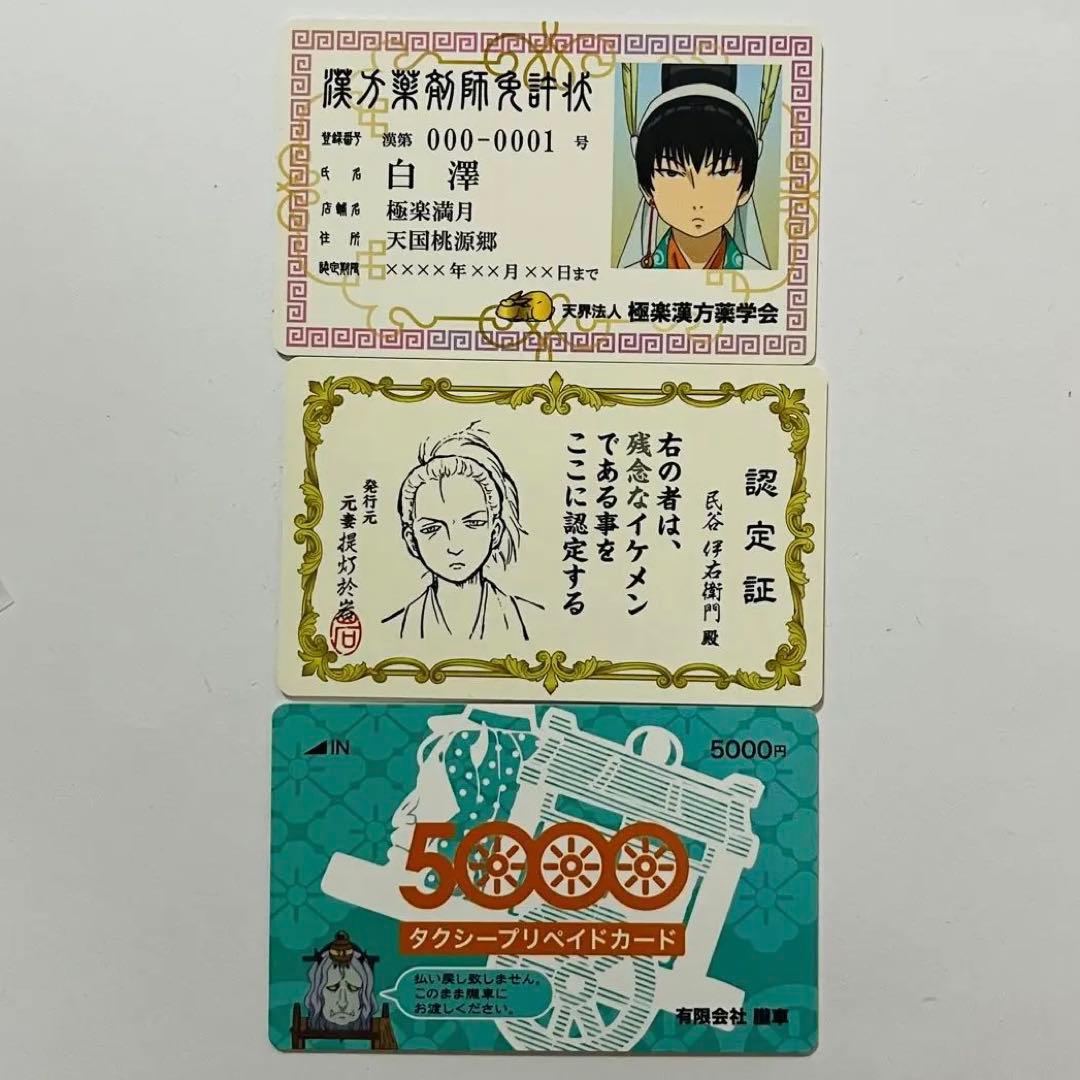 漢方薬剤師免許状
登録番号 漢第 000-0001 号
氏名 白澤
店舗名 極楽満月
住所 天国桃源郷
認定期限 ××××年××月××日まで
天界法人 極楽漢方薬学会
認定証
民谷 伊右衛門 殿
右の者は、
残念なイケメン
である事を
ここに認定する
発行元
元妻提灯於岩
岩
IN
5000円
5000
タクシープリペイドカード
払い戻し致しません。
このまま朧車に
お渡しください。
有限会社 朧車